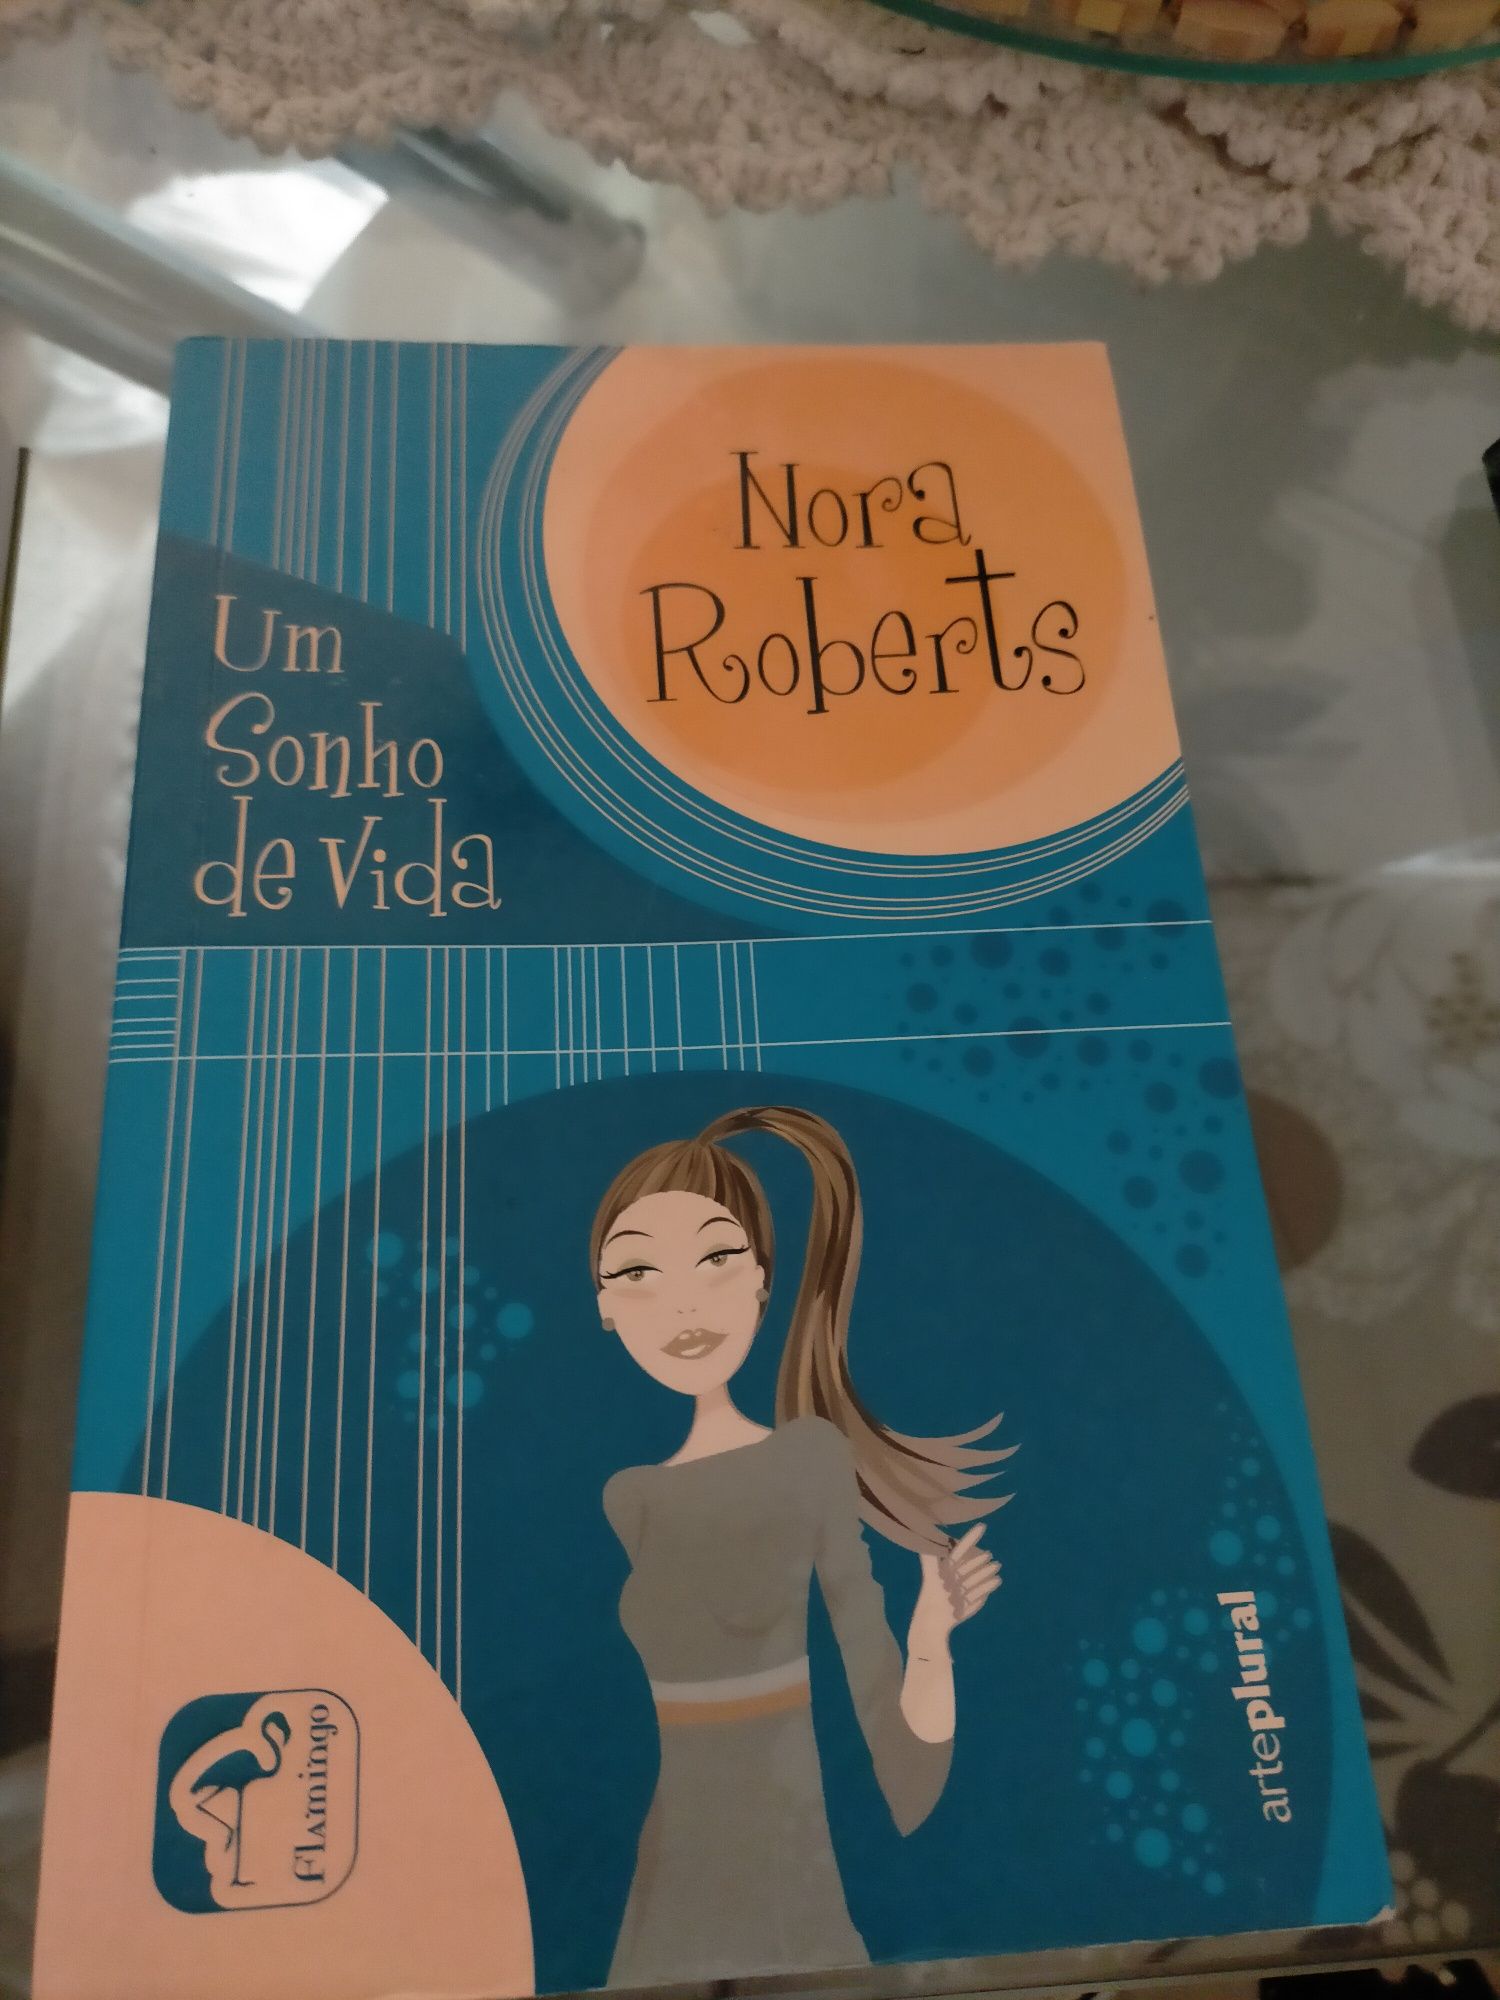 Nora
Roberts
Um
Sonho
de Vida
arteplural
Flamingo